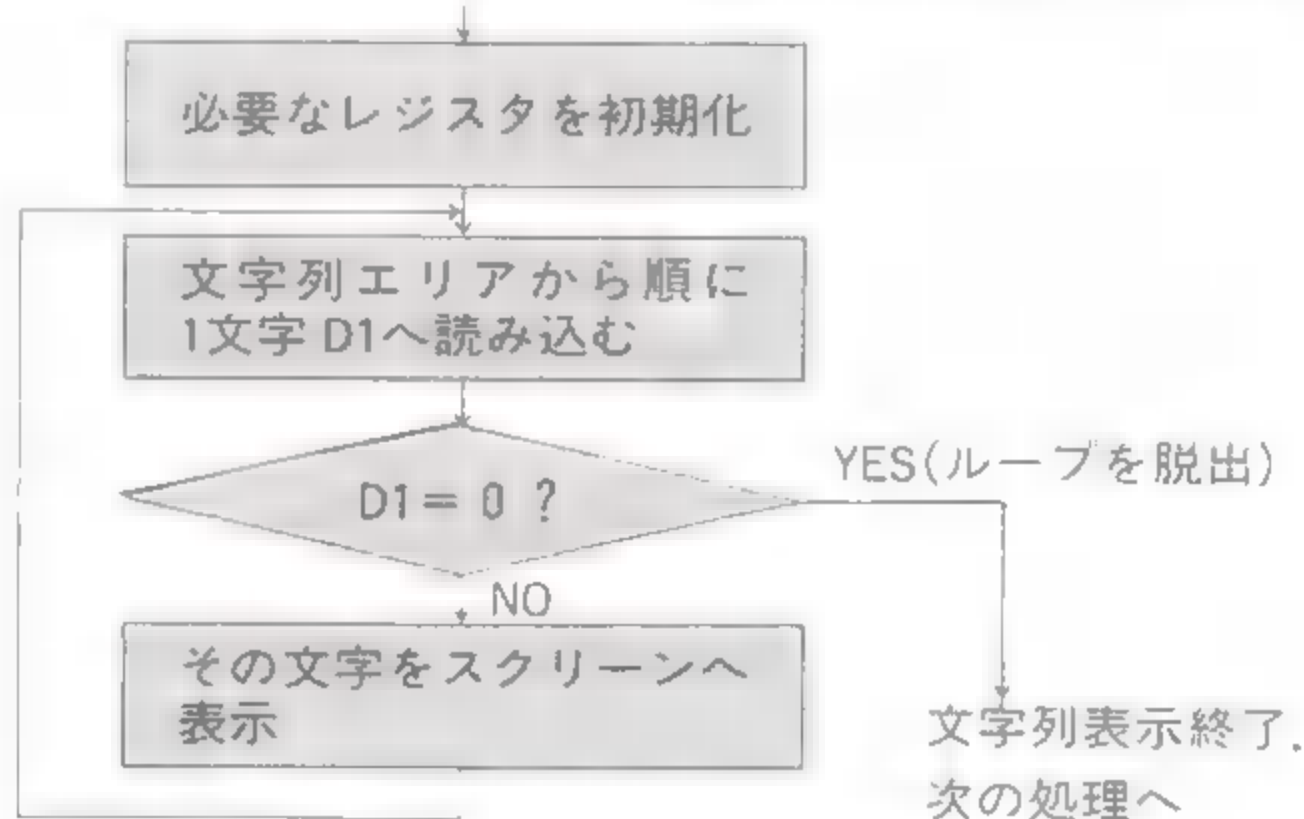 必要なレジスタを初期化
文字列エリアから順に
1文字 D1へ読み込む
D1= 0 ?
YES(ループを脱出)
NO
その文字をスクリーンへ
表示
文字列表示終了.
次の処理へ